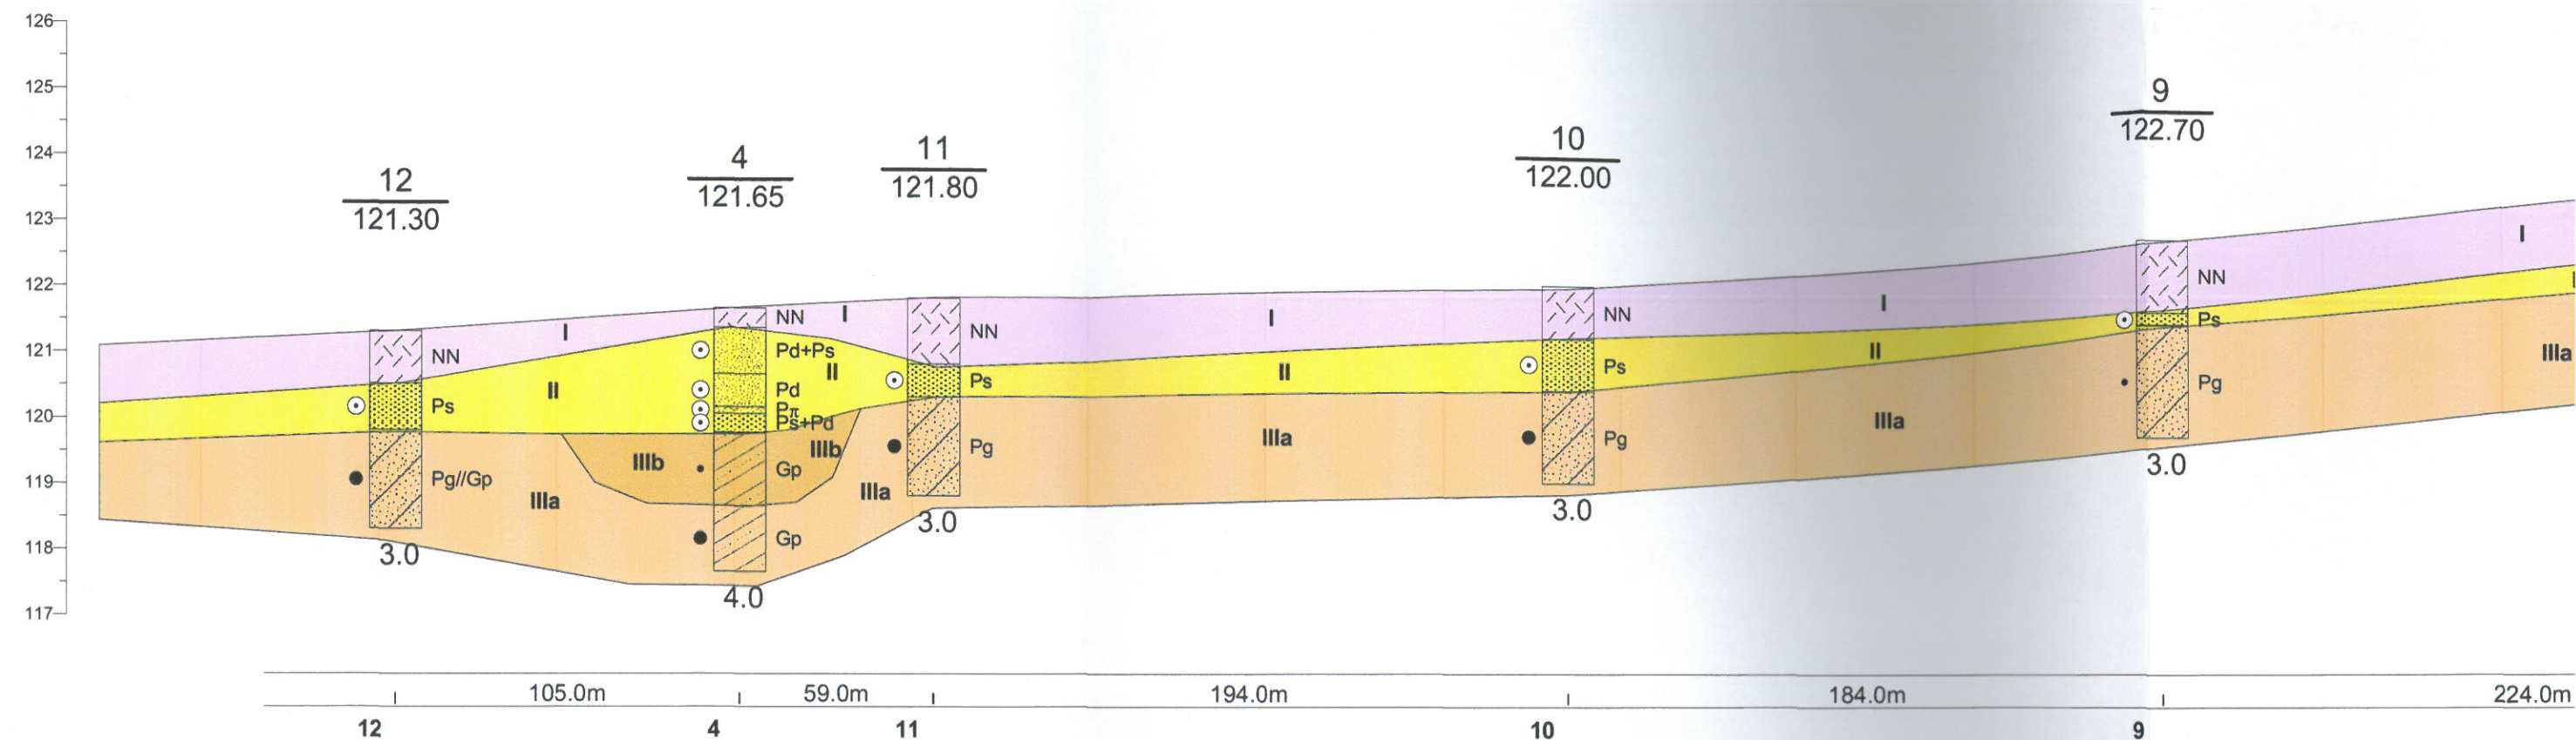 126
125
124
123
122
121
120
119
118
117
12
121.30
4
121.65
11
121.80
10
122.00
9
122.70
I
I
I
I
I
II
II
II
II
IIIa
IIIa
IIIa
IIIa
IIIa
IIIb
IIIb
NN
Ps
Pg//Gp
3.0
NN
Pd+Ps
Pd
Pπ
Ps+Pd
Gp
Gp
4.0
NN
Ps
Pg
3.0
NN
Ps
Pg
3.0
NN
Ps
Pg
3.0
105.0m 59.0m 194.0m 184.0m 224.0m
12 4 11 10 9